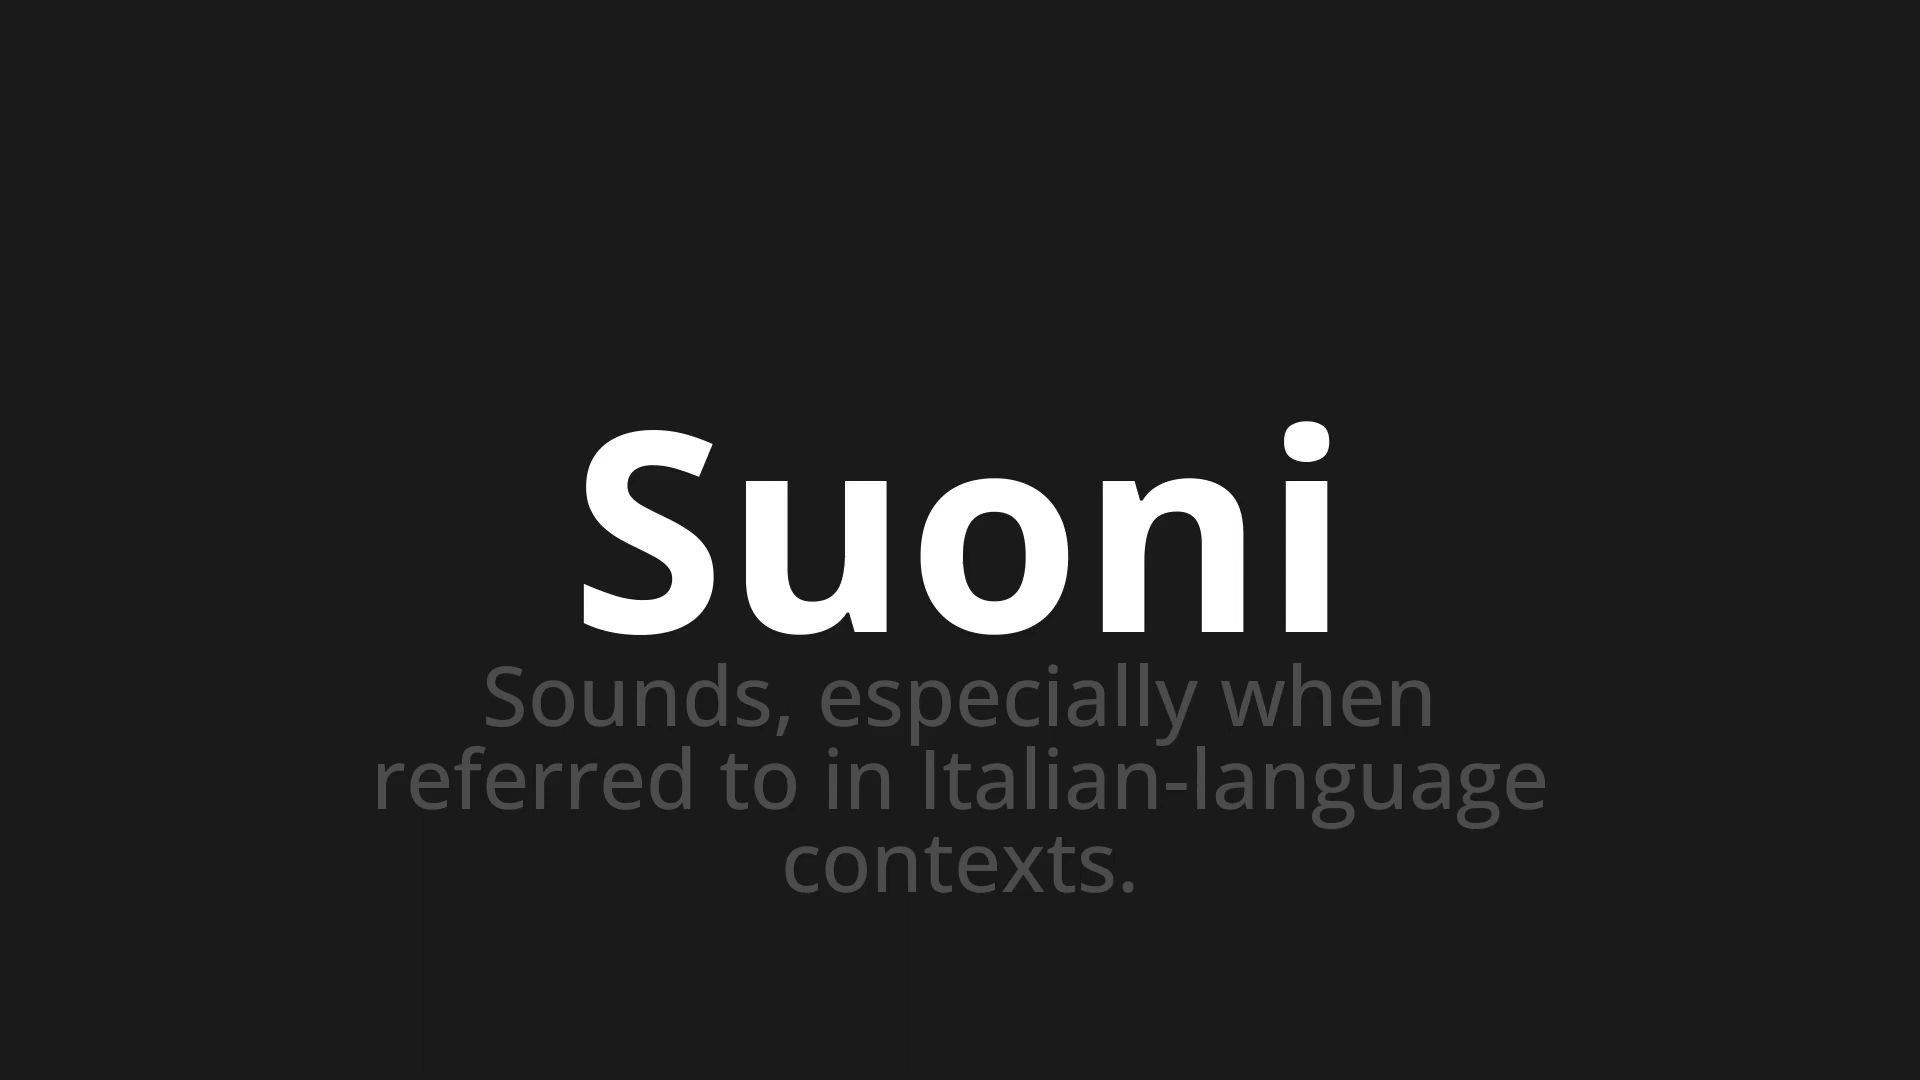 Suoni
Sounds, especially when
referred to in Italian-language
contexts.